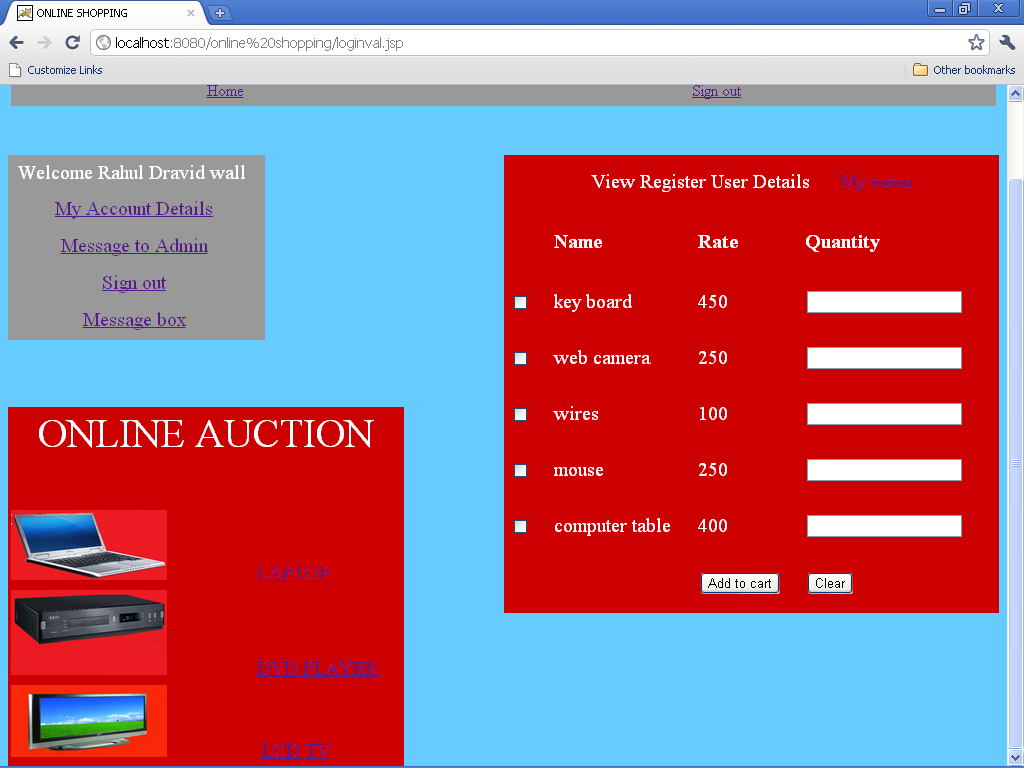 ONLINE SHOPPING
localhost:8080/online%20shopping/loginval.jsp
Customize Links
Other bookmarks
Home Sign out
Welcome Rahul Dravid wall
My Account Details
Message to Admin
Sign out
Message box
View Register User Details My menu
Name Rate Quantity
key board 450
web camera 250
wires 100
mouse 250
computer table 400
Add to cart Clear
ONLINE AUCTION
LAPTOP
DVD PLAYER
LCD TV